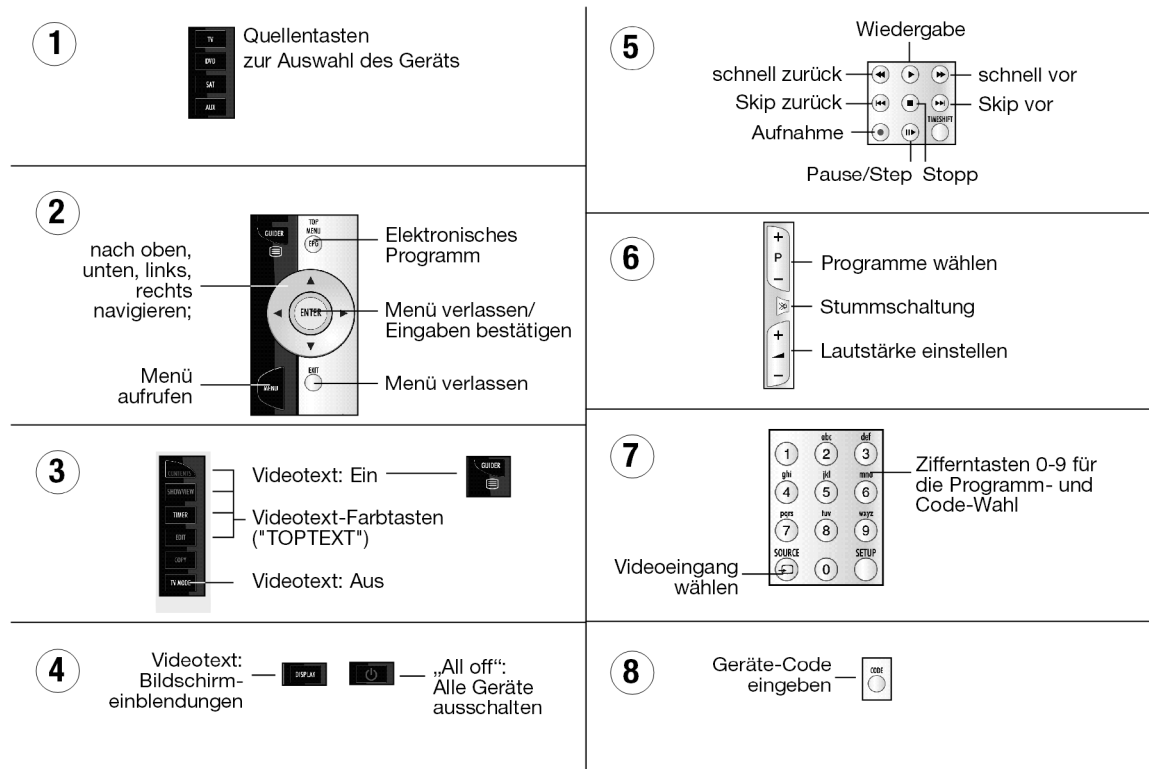 1
TV
DVD
SAT
AUX
Quellentasten
zur Auswahl des Geräts
2
nach oben,
unten, links,
rechts
navigieren;
Menü
aufrufen
GUIDER
TOP
MENU
EPG
ENTER
EXIT
MENU
Elektronisches
Programm
Menü verlassen/
Eingaben bestätigen
Menü verlassen
3
CONTENTS
SHOWVIEW
TIMER
EDIT
COPY
TV MODE
Videotext: Ein
GUIDER
Videotext-Farbtasten
("TOPTEXT")
Videotext: Aus
4
Videotext:
Bildschirm-
einblendungen
DISPLAY
„All off“:
Alle Geräte
ausschalten
5
Wiedergabe
schnell zurück
schnell vor
Skip zurück
Skip vor
TIMESHIFT
Aufnahme
Pause/Step Stopp
6
+
P
−
+
−
Programme wählen
Stummschaltung
Lautstärke einstellen
7
abc def
1 2 3
ghi jkl mno
4 5 6
pqrs tuv wxyz
7 8 9
SOURCE SETUP
0
Zifferntasten 0-9 für
die Programm- und
Code-Wahl
Videoeingang
wählen
8
Geräte-Code
eingeben
CODE